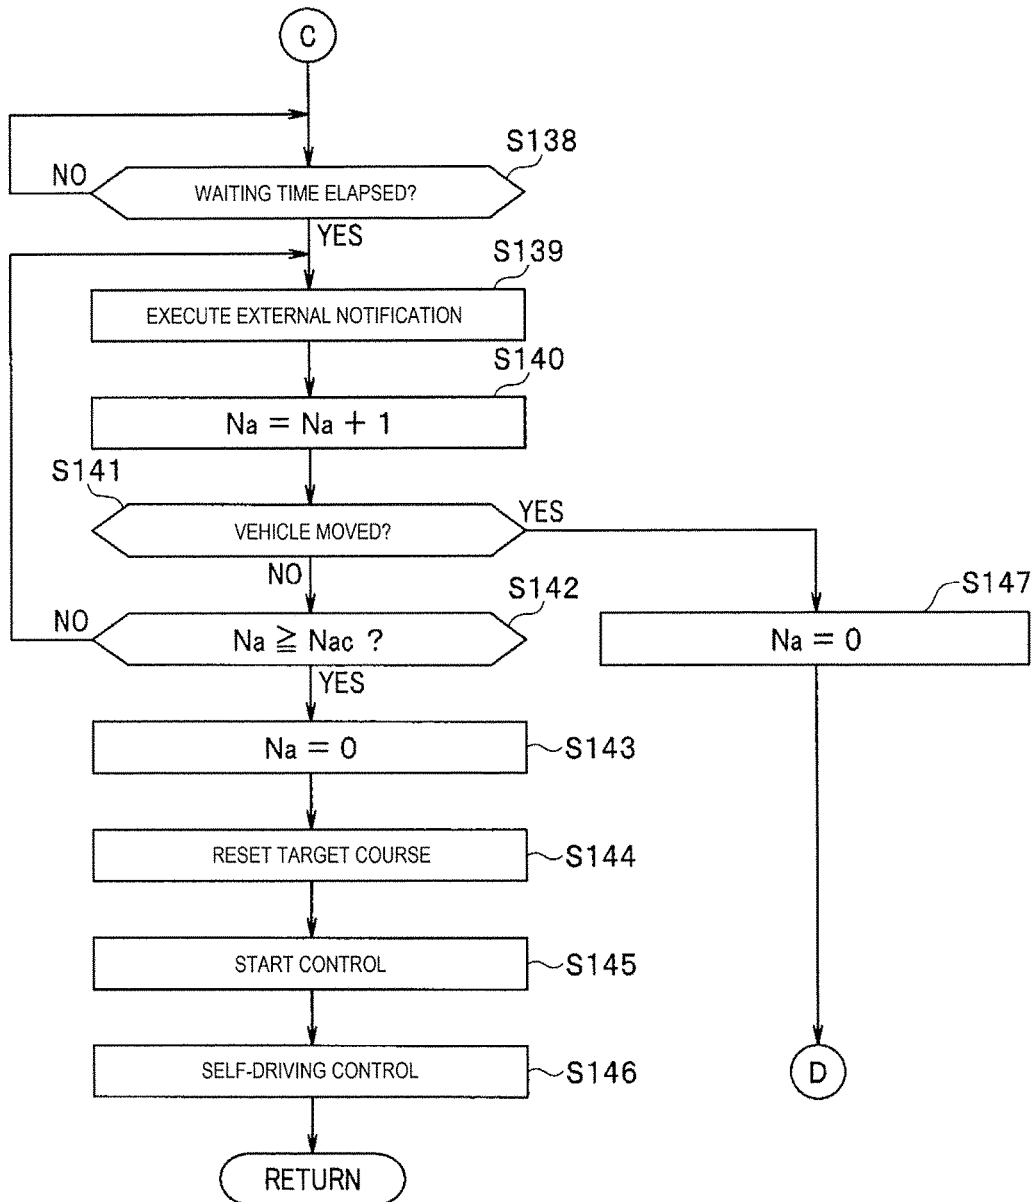 C
S138
NO
WAITING TIME ELAPSED?
YES
S139
EXECUTE EXTERNAL NOTIFICATION
S140
Na = Na + 1
S141
VEHICLE MOVED?
YES
NO
S142
NO
Na ≧ Nac ?
YES
S147
Na = 0
Na = 0
S143
RESET TARGET COURSE
S144
START CONTROL
S145
SELF-DRIVING CONTROL
S146
D
RETURN